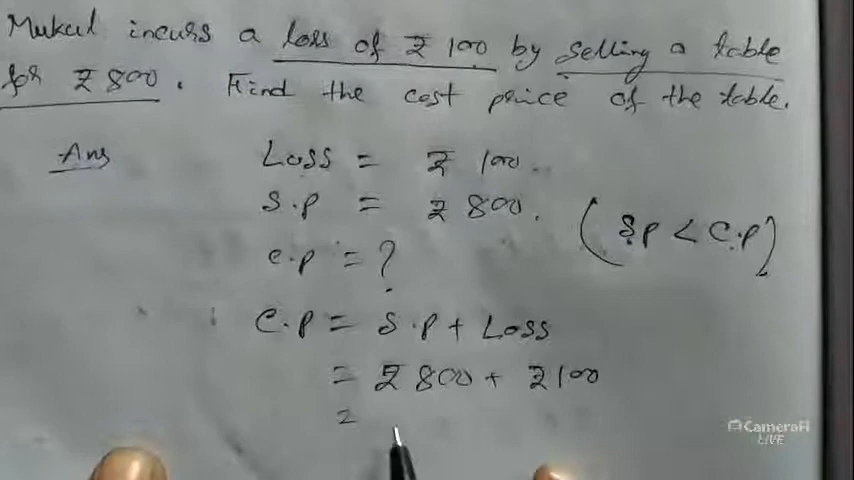 Mukul incurs a loss of ₹ 100 by selling a table
for ₹ 800. Find the cost price of the table.
Ans
Loss = ₹ 100
S.P = ₹ 800.
(S.P < C.P)
C.P = ?
C.P = S.P + Loss
= ₹ 800 + ₹ 100
=
CameraFi
LIVE